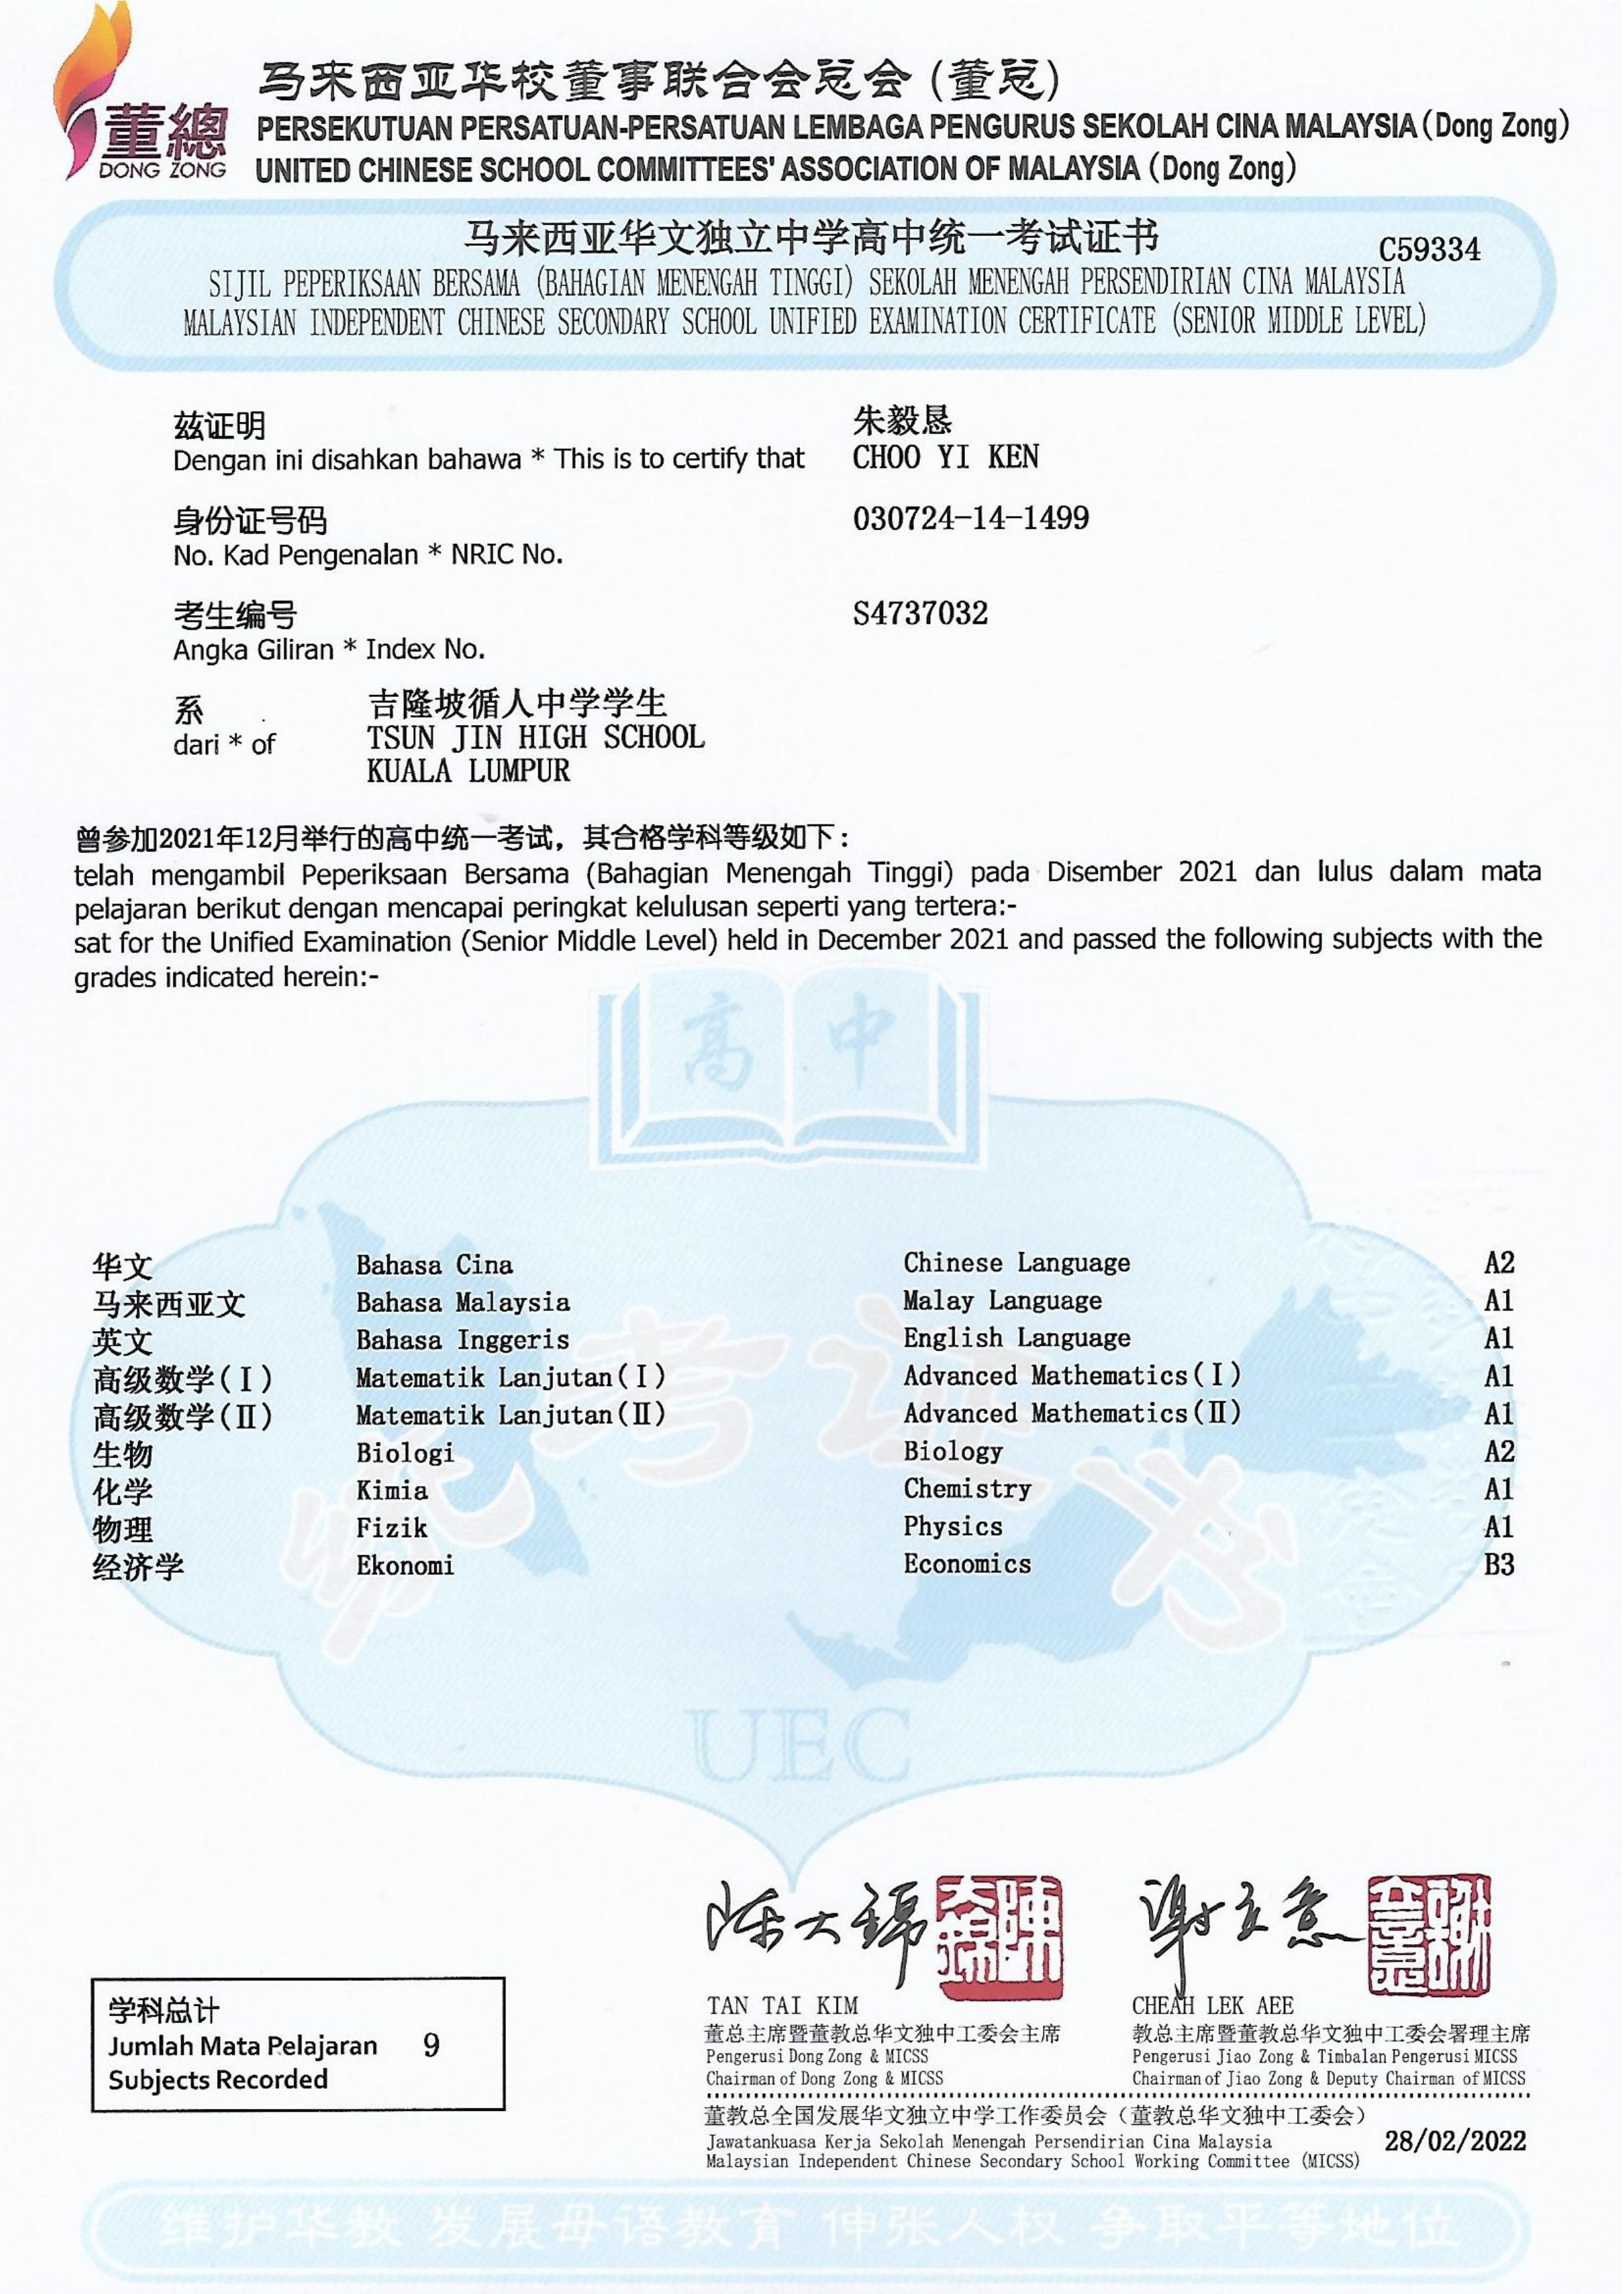 董總
DONG ZONG
马来西亚华校董事联合会总会 (董总)
PERSEKUTUAN PERSATUAN-PERSATUAN LEMBAGA PENGURUS SEKOLAH CINA MALAYSIA (Dong Zong)
UNITED CHINESE SCHOOL COMMITTEES' ASSOCIATION OF MALAYSIA (Dong Zong)
马来西亚华文独立中学高中统一考试证书
C59334
SIJIL PEPERIKSAAN BERSAMA (BAHAGIAN MENENGAH TINGGI) SEKOLAH MENENGAH PERSENDIRIAN CINA MALAYSIA
MALAYSIAN INDEPENDENT CHINESE SECONDARY SCHOOL UNIFIED EXAMINATION CERTIFICATE (SENIOR MIDDLE LEVEL)
兹证明 朱毅恳
Dengan ini disahkan bahawa * This is to certify that CHOO YI KEN
身份证号码 030724-14-1499
No. Kad Pengenalan * NRIC No.
考生编号 S4737032
Angka Giliran * Index No.
系 吉隆坡循人中学学生
dari * of TSUN JIN HIGH SCHOOL
KUALA LUMPUR
曾参加2021年12月举行的高中统一考试，其合格学科等级如下：
telah mengambil Peperiksaan Bersama (Bahagian Menengah Tinggi) pada Disember 2021 dan lulus dalam mata
pelajaran berikut dengan mencapai peringkat kelulusan seperti yang tertera:-
sat for the Unified Examination (Senior Middle Level) held in December 2021 and passed the following subjects with the
grades indicated herein:-
高 中
华文 Bahasa Cina Chinese Language A2
马来西亚文 Bahasa Malaysia Malay Language A1
英文 Bahasa Inggeris English Language A1
高级数学(Ⅰ) Matematik Lanjutan(Ⅰ) Advanced Mathematics(Ⅰ) A1
高级数学(Ⅱ) Matematik Lanjutan(Ⅱ) Advanced Mathematics(Ⅱ) A1
生物 Biologi Biology A2
化学 Kimia Chemistry A1
物理 Fizik Physics A1
经济学 Ekonomi Economics B3
统考证书
UEC
陈大锦 陳大錦 谢立意 謝立意
TAN TAI KIM CHEAH LEK AEE
董总主席暨董教总华文独中工委会主席 教总主席暨董教总华文独中工委会署理主席
Pengerusi Dong Zong & MICSS Pengerusi Jiao Zong & Timbalan Pengerusi MICSS
Chairman of Dong Zong & MICSS Chairman of Jiao Zong & Deputy Chairman of MICSS
学科总计
Jumlah Mata Pelajaran 9
Subjects Recorded
董教总全国发展华文独立中学工作委员会（董教总华文独中工委会）
Jawatankuasa Kerja Sekolah Menengah Persendirian Cina Malaysia
Malaysian Independent Chinese Secondary School Working Committee (MICSS)
28/02/2022
维护华教 发展母语教育 伸张人权 争取平等地位